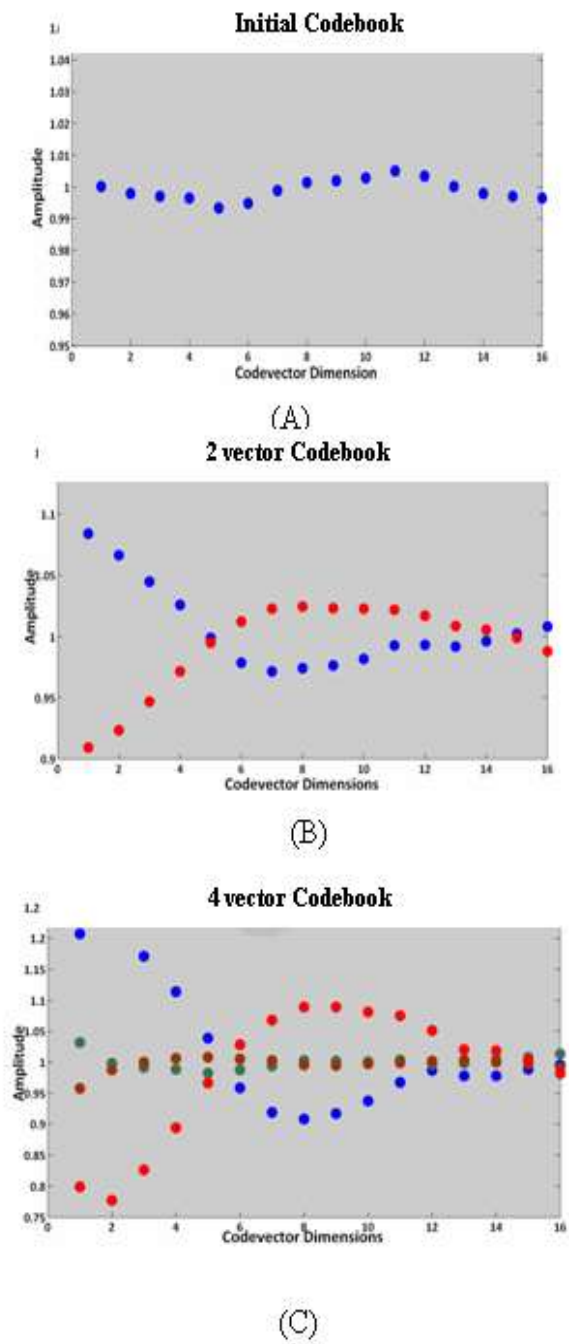 Initial Codebook
1.04
1.03
1.02
1.01
1
0.99
0.98
0.97
0.96
0.95
Amplitude
0 2 4 6 8 10 12 14 16
Codevector Dimension
(A)
2 vector Codebook
1.1
1.05
1
0.95
0.9
Amplitude
0 2 4 6 8 10 12 14 16
Codevector Dimensions
(B)
4 vector Codebook
1.2
1.2
1.15
1.1
1.05
1
0.95
0.9
0.85
0.8
0.75
Amplitude
0 2 4 6 8 10 12 14 16
Codevector Dimensions
(C)